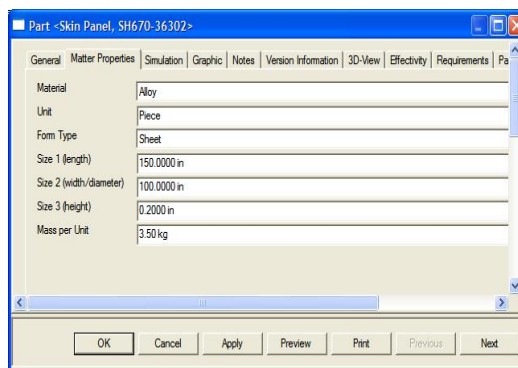 Part <Skin Panel, SH670-36302>
General Matter Properties Simulation Graphic Notes Version Information 3D-View Effectivity Requirements Pa
Material Alloy
Unit Piece
Form Type Sheet
Size 1 (length) 150.0000 in
Size 2 (width/diameter) 100.0000 in
Size 3 (height) 0.2000 in
Mass per Unit 3.50 kg
OK Cancel Apply Preview Print Previous Next